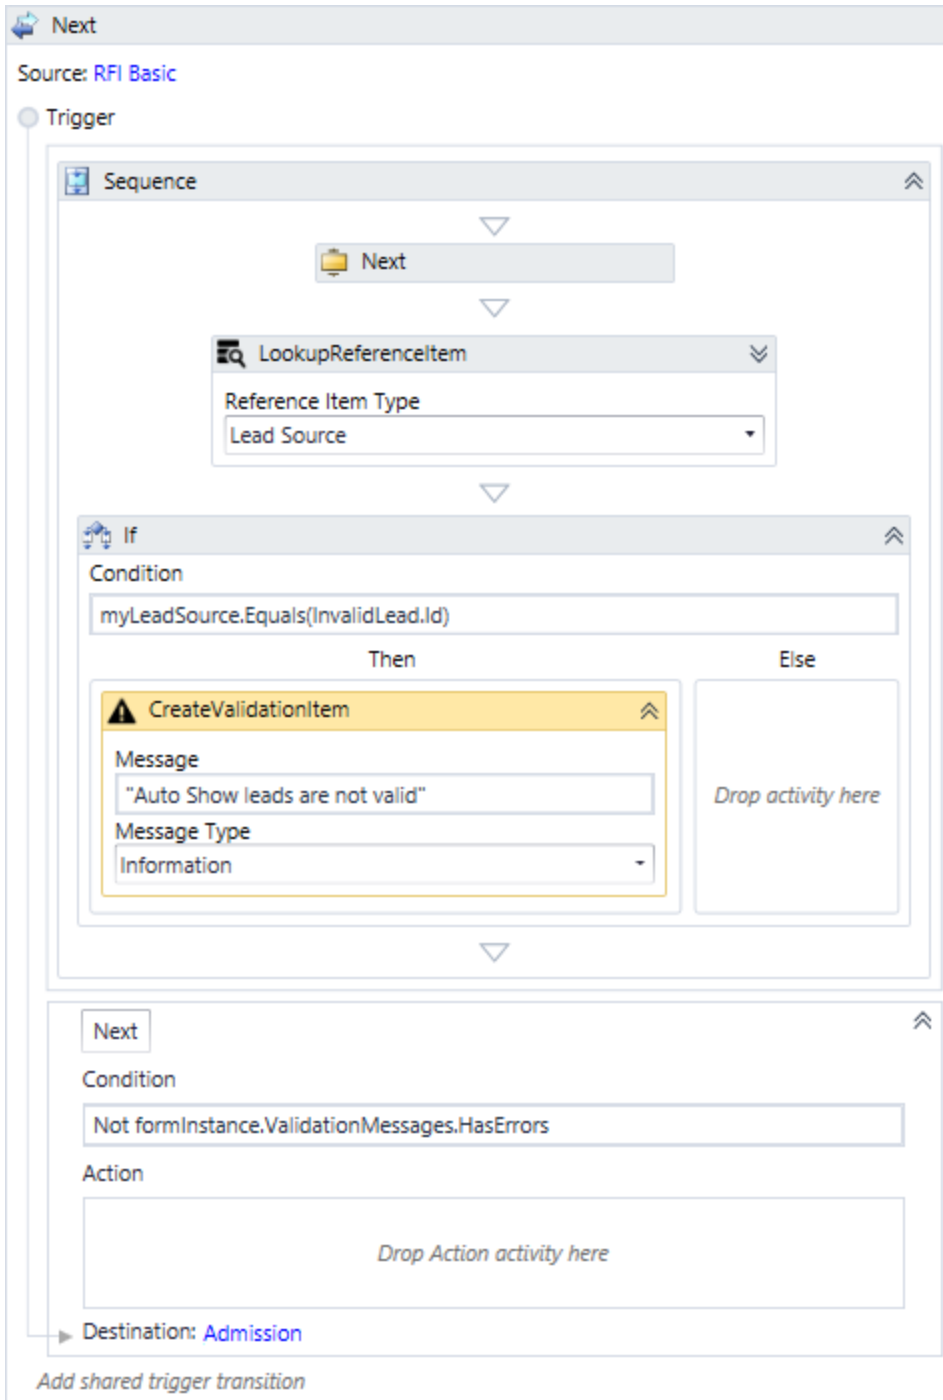 Next
Source: RFI Basic
Trigger
Sequence
Next
LookupReferenceItem
Reference Item Type
Lead Source
If
Condition
myLeadSource.Equals(InvalidLead.Id)
Then Else
CreateValidationItem
Message
"Auto Show leads are not valid"
Drop activity here
Message Type
Information
Next
Condition
Not formInstance.ValidationMessages.HasErrors
Action
Drop Action activity here
Destination: Admission
Add shared trigger transition